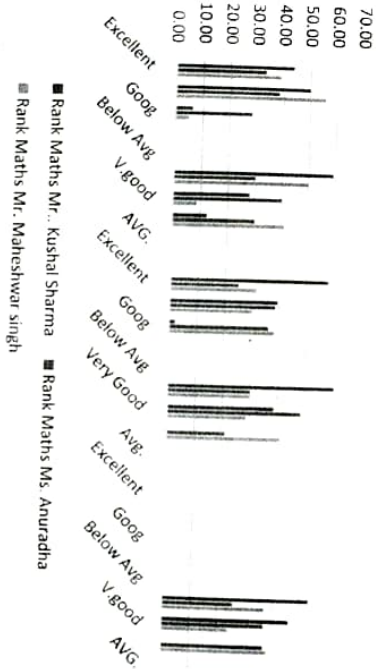 70.00
60.00
50.00
40.00
30.00
20.00
10.00
0.00
Excellent
Goog
Below Avg
V.good
AVG.
Excellent
Goog
Below Avg
Very Good
Avg.
Excellent
Goog
Below Avg
V.good
AVG.
■ Rank Maths Mr.. Kushal Sharma ■ Rank Maths Ms. Anuradha
■ Rank Maths Mr. Maheshwar singh